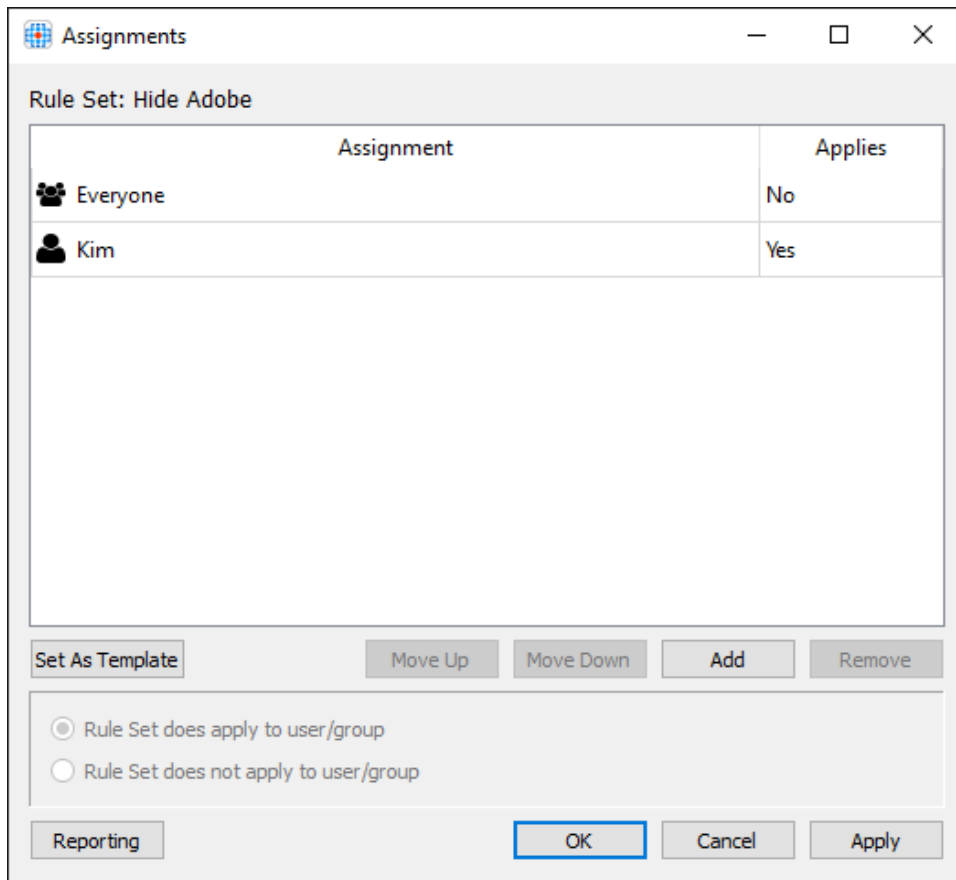 Assignments
Rule Set: Hide Adobe
Assignment Applies
Everyone No
Kim Yes
Set As Template Move Up Move Down Add Remove
Rule Set does apply to user/group
Rule Set does not apply to user/group
Reporting OK Cancel Apply